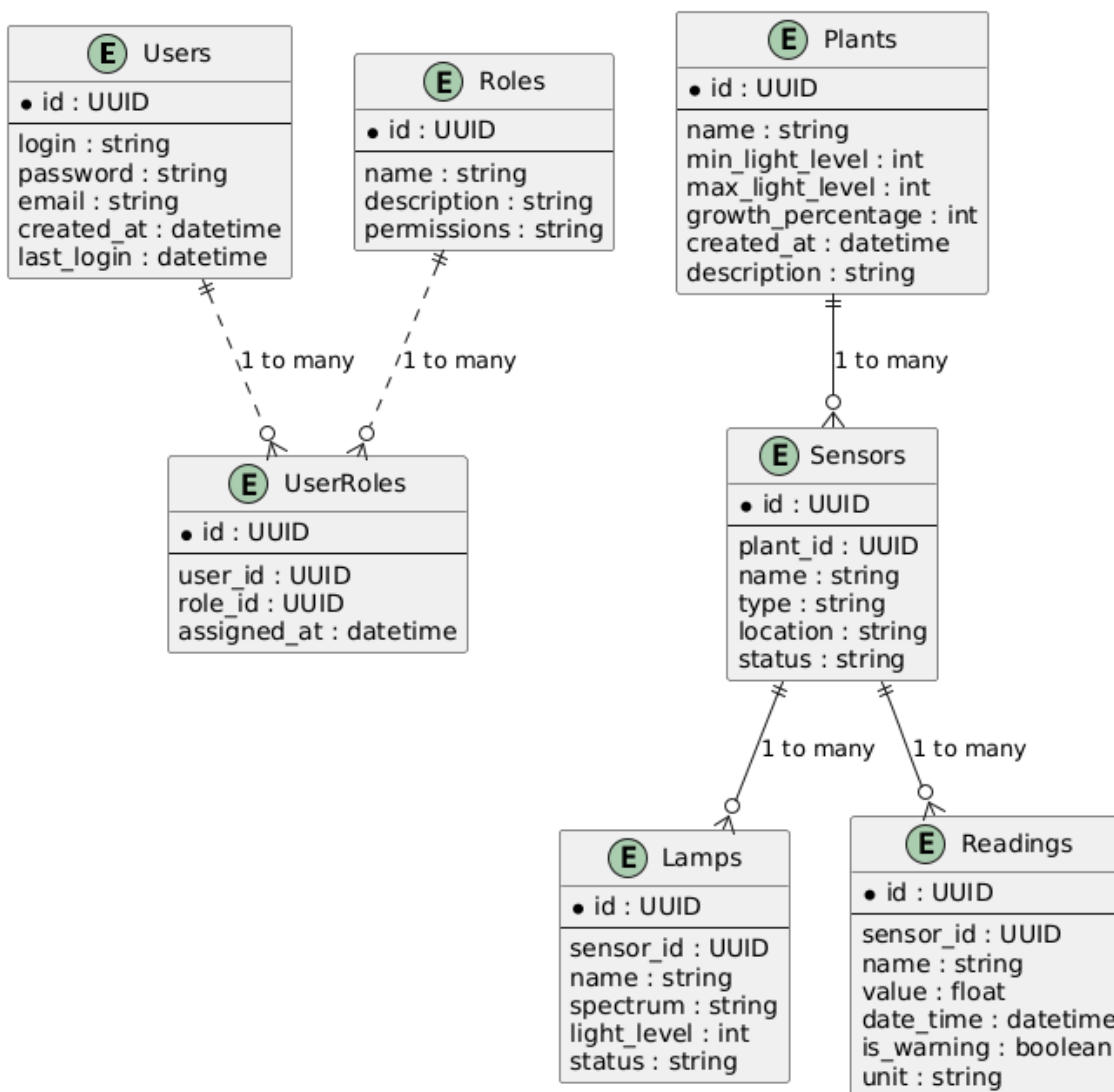 E Users
id : UUID
login : string
password : string
email : string
created_at : datetime
last_login : datetime
E Roles
id : UUID
name : string
description : string
permissions : string
E Plants
id : UUID
name : string
min_light_level : int
max_light_level : int
growth_percentage : int
created_at : datetime
description : string
1 to many
1 to many
1 to many
E UserRoles
id : UUID
user_id : UUID
role_id : UUID
assigned_at : datetime
E Sensors
id : UUID
plant_id : UUID
name : string
type : string
location : string
status : string
1 to many
1 to many
E Lamps
id : UUID
sensor_id : UUID
name : string
spectrum : string
light_level : int
status : string
E Readings
id : UUID
sensor_id : UUID
name : string
value : float
date_time : datetime
is_warning : boolean
unit : string